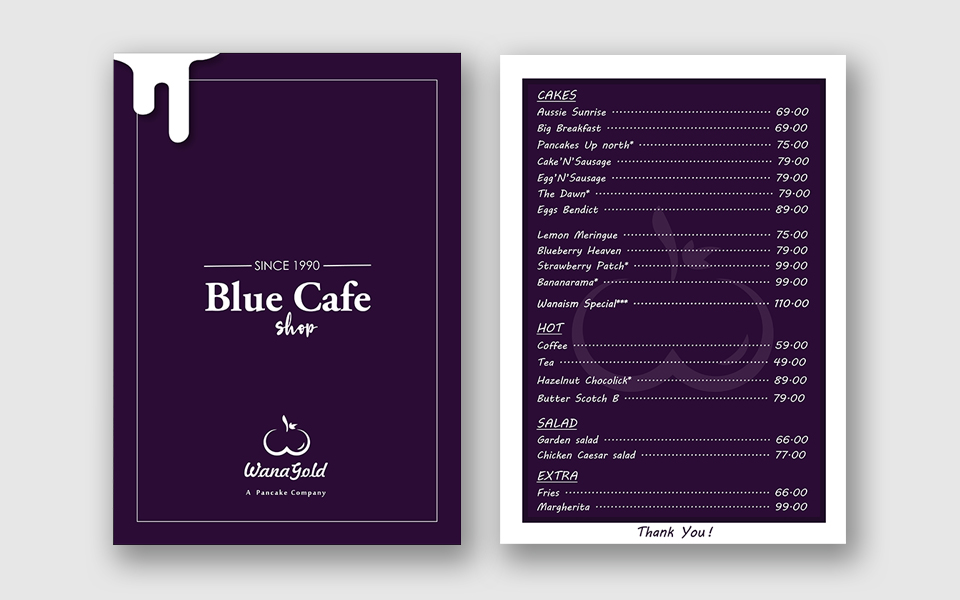 SINCE 1990
Blue Cafe
shop
WanaGold
A Pancake Company
CAKES
Aussie Sunrise 69.00
Big Breakfast 69.00
Pancakes Up north* 75.00
Cake'N'Sausage 79.00
Egg'N'Sausage 79.00
The Dawn* 79.00
Eggs Bendict 89.00
Lemon Meringue 75.00
Blueberry Heaven 79.00
Strawberry Patch* 99.00
Bananarama* 99.00
Wanaism Special*** 110.00
HOT
Coffee 59.00
Tea 49.00
Hazelnut Chocolick* 89.00
Butter Scotch B 79.00
SALAD
Garden salad 66.00
Chicken Caesar salad 77.00
EXTRA
Fries 66.00
Margherita 99.00
Thank You!